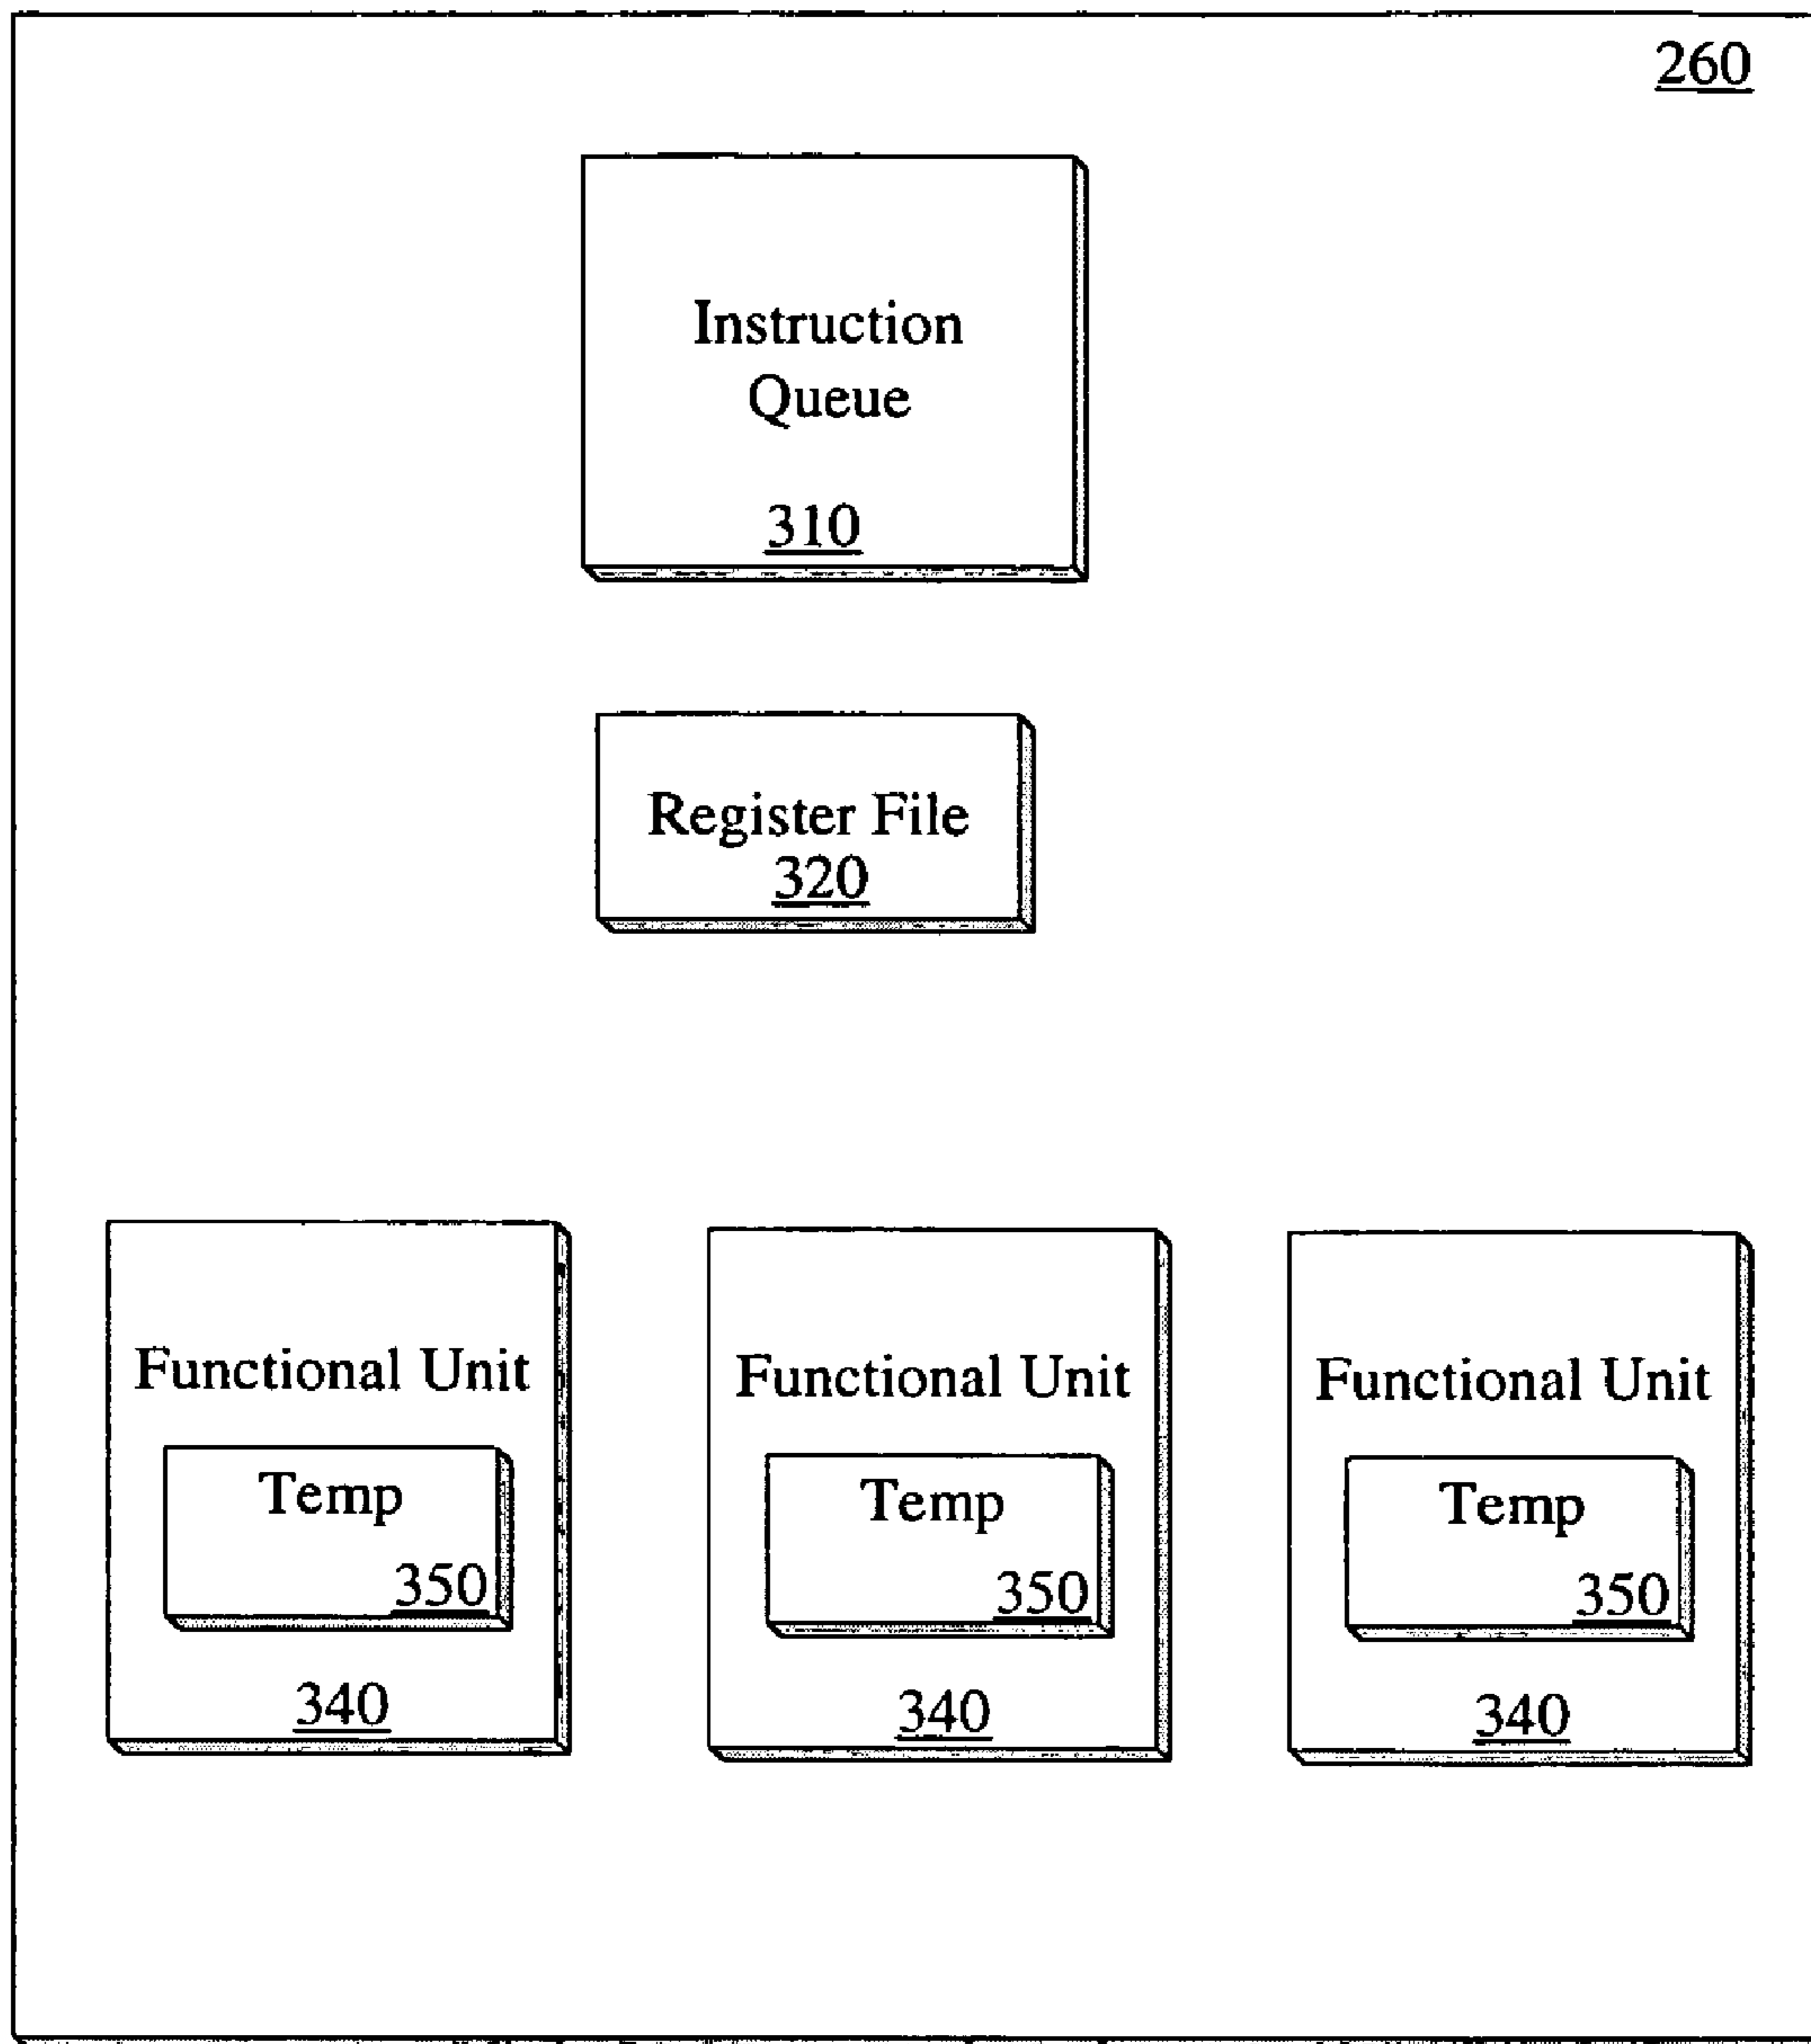 260
Instruction
Queue
310
Register File
320
Functional Unit
Temp
350
340
Functional Unit
Temp
350
340
Functional Unit
Temp
350
340